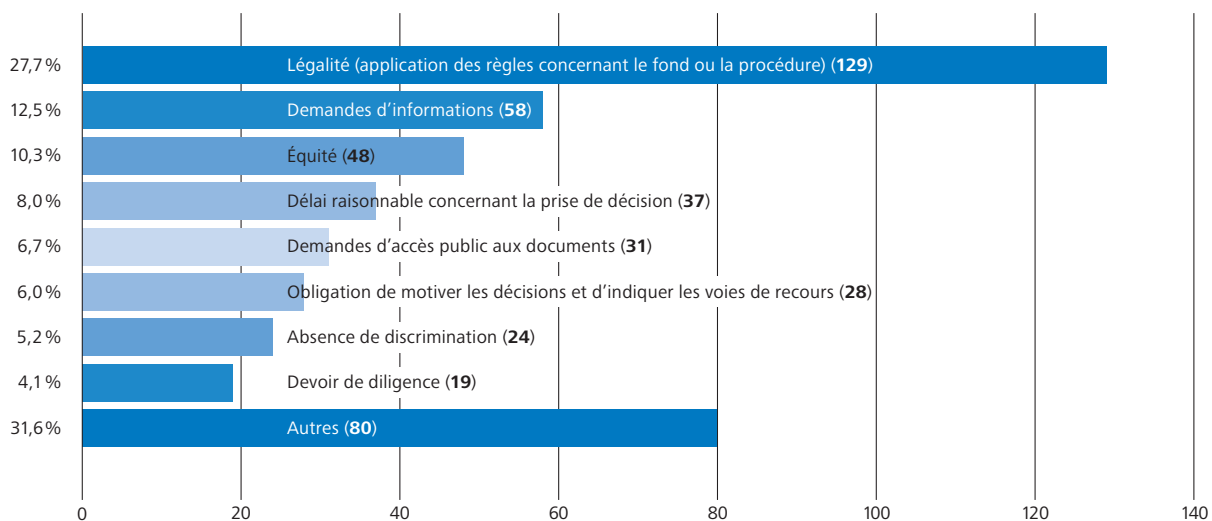 27,7 % Légalité (application des règles concernant le fond ou la procédure) (129)
12,5 % Demandes d’informations (58)
10,3 % Équité (48)
8,0 % Délai raisonnable concernant la prise de décision (37)
6,7 % Demandes d’accès public aux documents (31)
6,0 % Obligation de motiver les décisions et d’indiquer les voies de recours (28)
5,2 % Absence de discrimination (24)
4,1 % Devoir de diligence (19)
31,6 % Autres (80)
0 20 40 60 80 100 120 140